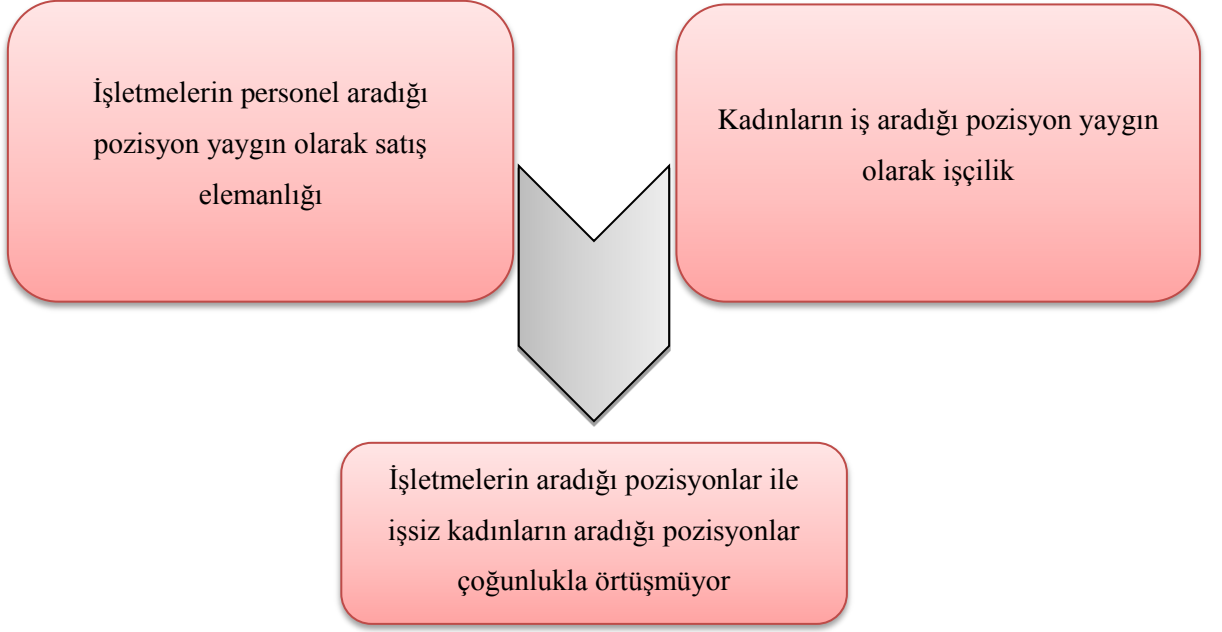 İşletmelerin personel aradığı
pozisyon yaygın olarak satış
elemanlığı
Kadınların iş aradığı pozisyon yaygın
olarak işçilik
İşletmelerin aradığı pozisyonlar ile
işsiz kadınların aradığı pozisyonlar
çoğunlukla örtüşmüyor